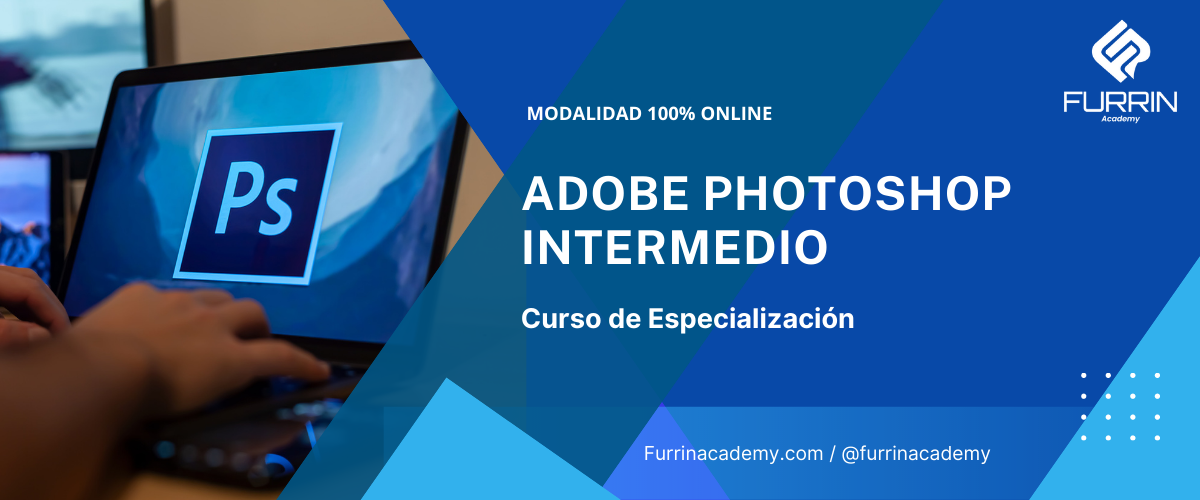 FURRIN
Academy
MODALIDAD 100% ONLINE
ADOBE PHOTOSHOP
INTERMEDIO
Curso de Especialización
Ps
Furrinacademy.com / @furrinacademy